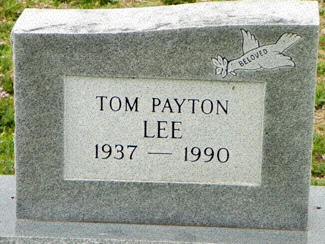 BELOVED
TOM PAYTON
LEE
1937 — 1990